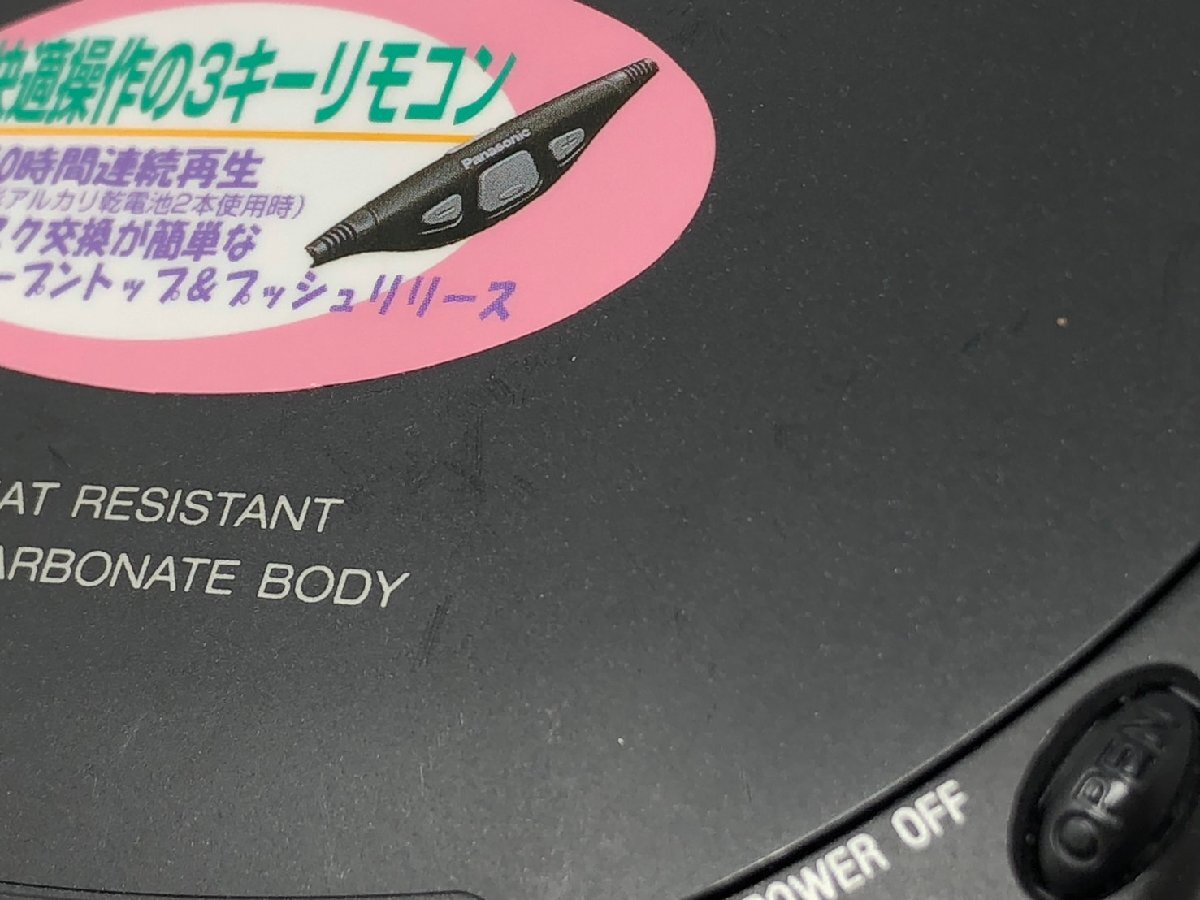 快適操作の3キーリモコン
Panasonic
0時間連続再生
アルカリ乾電池2本使用時)
スク交換が簡単な
ープントップ&プッシュリリース
AT RESISTANT
ARBONATE BODY
OPEN
POWER OFF